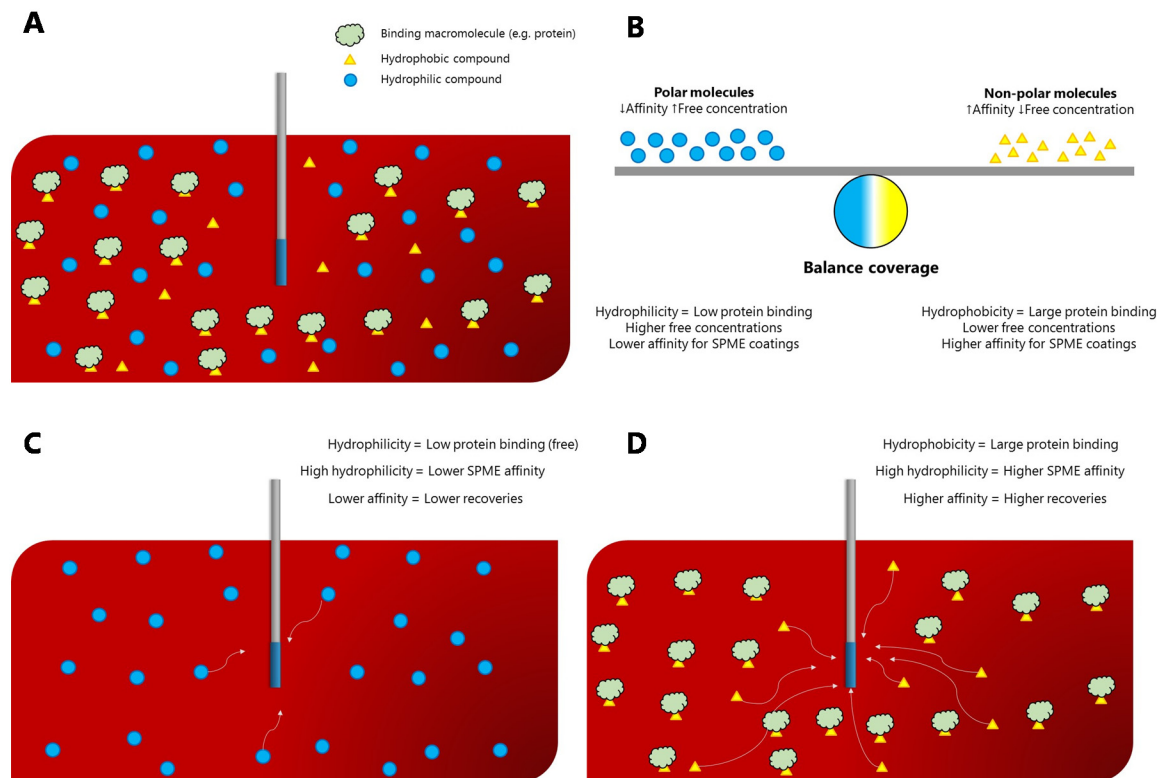 A
Binding macromolecule (e.g. protein)
Hydrophobic compound
Hydrophilic compound
B
Polar molecules
↓Affinity ↑Free concentration
Non-polar molecules
↑Affinity ↓Free concentration
Balance coverage
Hydrophilicity = Low protein binding
Higher free concentrations
Lower affinity for SPME coatings
Hydrophobicity = Large protein binding
Lower free concentrations
Higher affinity for SPME coatings
C
Hydrophilicity = Low protein binding (free)
High hydrophilicity = Lower SPME affinity
Lower affinity = Lower recoveries
D
Hydrophobicity = Large protein binding
High hydrophilicity = Higher SPME affinity
Higher affinity = Higher recoveries